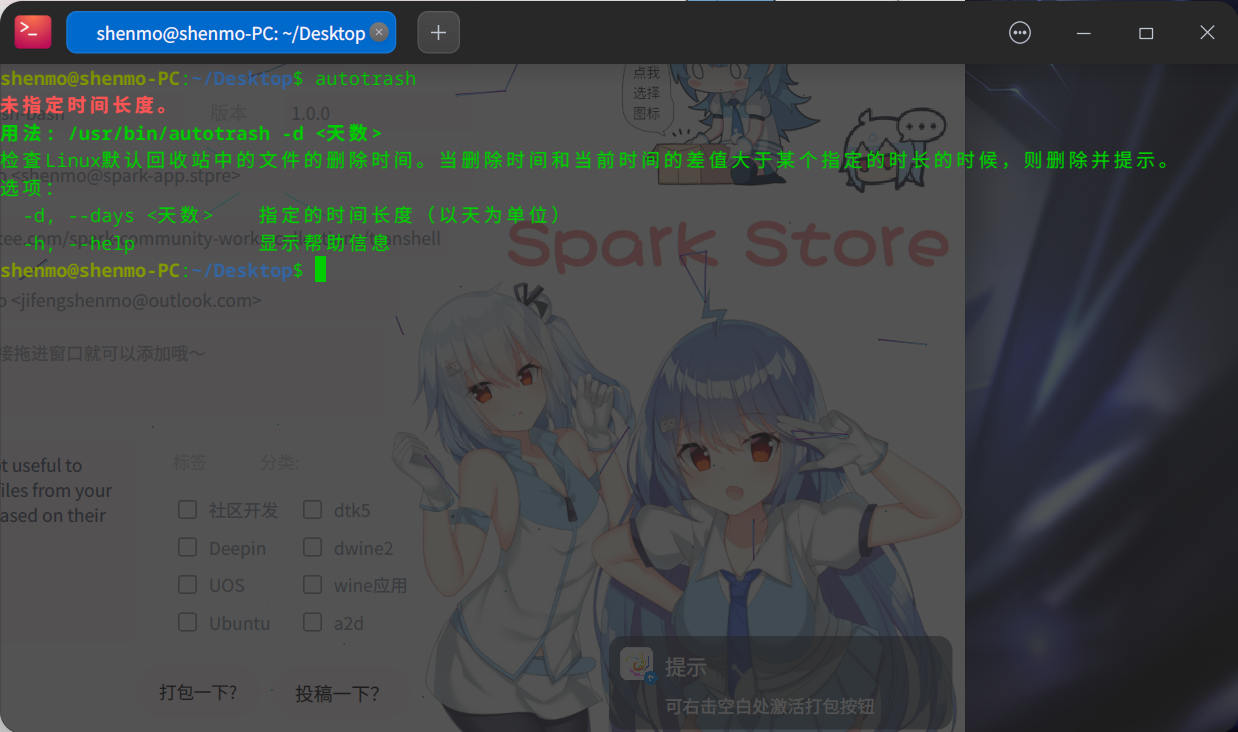 shenmo@shenmo-PC: ~/Desktop
shenmo@shenmo-PC:~/Desktop$ autotrash
未指定时间长度。
用法: /usr/bin/autotrash -d <天数>
检查Linux默认回收站中的文件的删除时间。当删除时间和当前时间的差值大于某个指定的时长的时候，则删除并提示。
选项:
-d, --days <天数> 指定的时间长度（以天为单位）
-h, --help 显示帮助信息
shenmo@shenmo-PC:~/Desktop$
点我
选择
图标
版本 1.0.0
<shenmo@spark-app.stpre>
Spark Store
<jifengshenmo@outlook.com>
接拖进窗口就可以添加哦～
t useful to
iles from your
ased on their
标签 分类:
社区开发 dtk5
Deepin dwine2
UOS wine应用
Ubuntu a2d
打包一下? 投稿一下?
提示
可右击空白处激活打包按钮